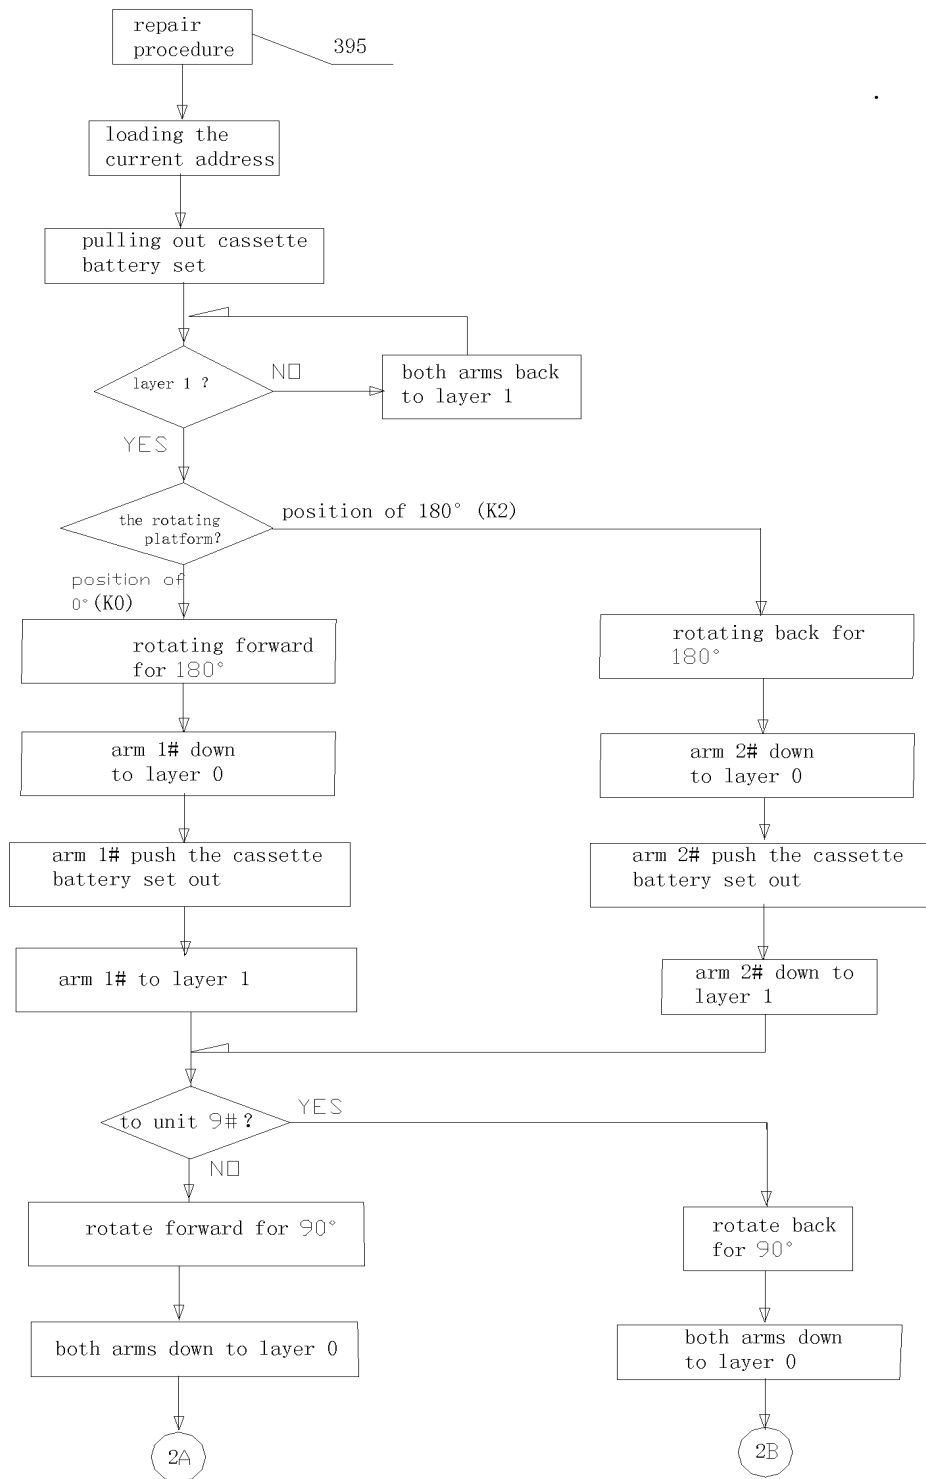 repair
procedure
395
loading the
current address
pulling out cassette
battery set
layer 1 ?
NO
both arms back
to layer 1
YES
the rotating
platform?
position of 180° (K2)
position of
0°(K0)
rotating forward
for 180°
rotating back for
180°
arm 1# down
to layer 0
arm 2# down
to layer 0
arm 1# push the cassette
battery set out
arm 2# push the cassette
battery set out
arm 1# to layer 1
arm 2# down to
layer 1
to unit 9#?
YES
NO
rotate forward for 90°
rotate back
for 90°
both arms down to layer 0
both arms down
to layer 0
2A
2B